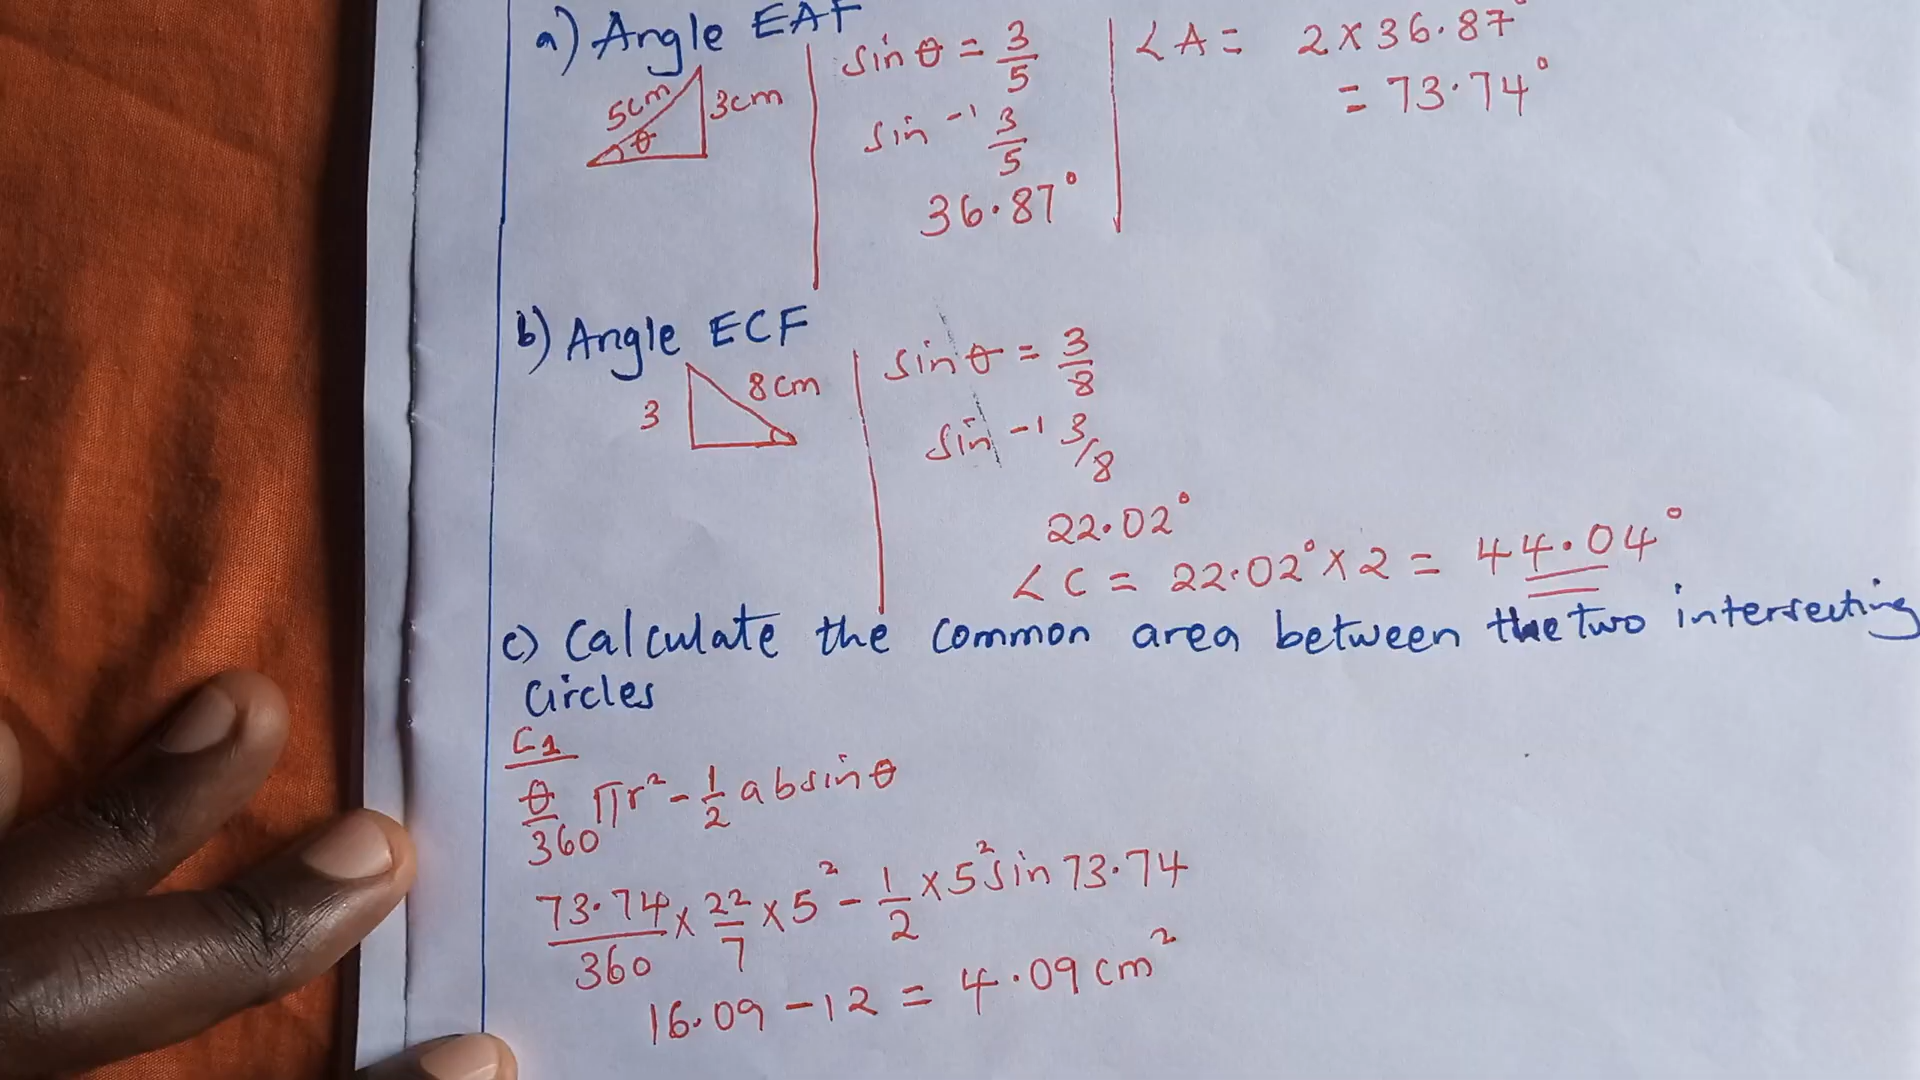 a) Angle EAF
5cm
3cm
θ
sin θ = 3/5
sin⁻¹ 3/5
36.87°
∠A = 2 × 36.87°
= 73.74°
b) Angle ECF
3
8cm
sin θ = 3/8
sin⁻¹ 3/8
22.02°
∠C = 22.02° × 2 = 44.04°
c) Calculate the common area between the two intersecting
circles
C1
θ/360 πr² - 1/2 ab sin θ
73.74/360 × 22/7 × 5² - 1/2 × 5² sin 73.74
16.09 - 12 = 4.09 cm²